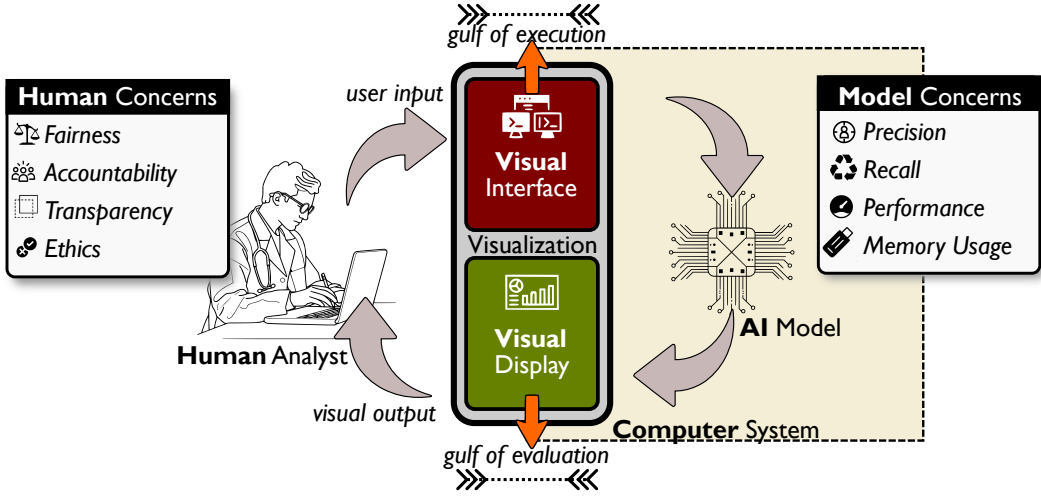 gulf of execution
Human Concerns
Fairness
Accountability
Transparency
Ethics
user input
Visual
Interface
Visualization
Visual
Display
Human Analyst
visual output
gulf of evaluation
Model Concerns
Precision
Recall
Performance
Memory Usage
AI Model
Computer System